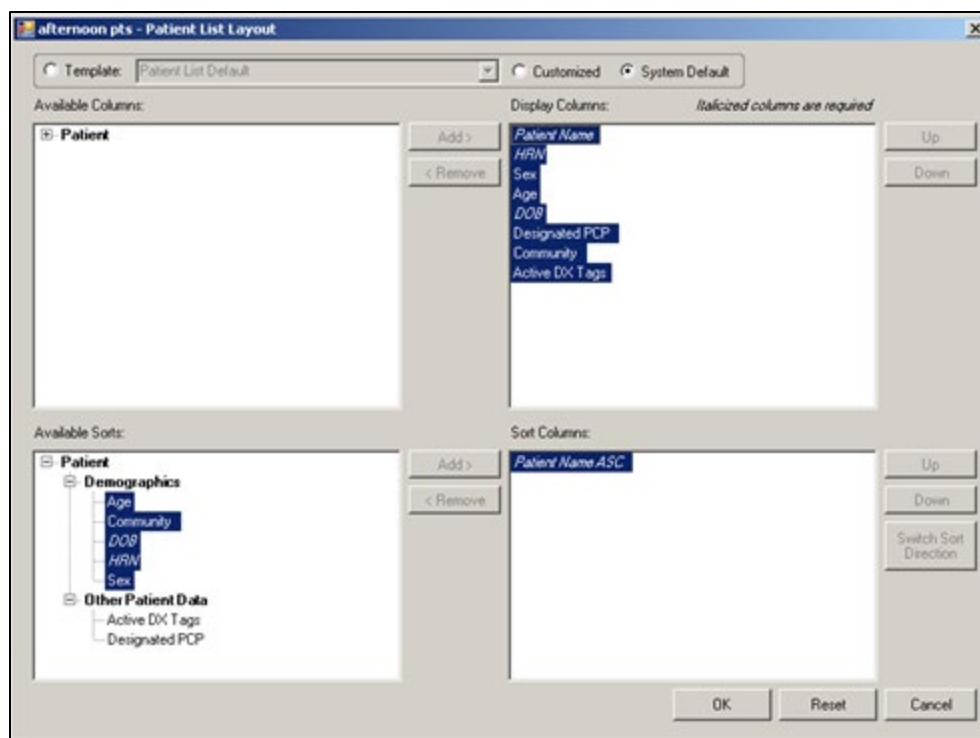 afternoon pts - Patient List Layout
Template: Patient List Default Customized System Default
Available Columns:
Patient
Add >
< Remove
Display Columns: Italicized columns are required
Patient Name
HRN
Sex
Age
DOB
Designated PCP
Community
Active DX Tags
Up
Down
Available Sorts:
Patient
Demographics
Age
Community
DOB
HRN
Sex
Other Patient Data
Active DX Tags
Designated PCP
Add >
< Remove
Sort Columns:
Patient Name ASC
Up
Down
Switch Sort
Direction
OK Reset Cancel